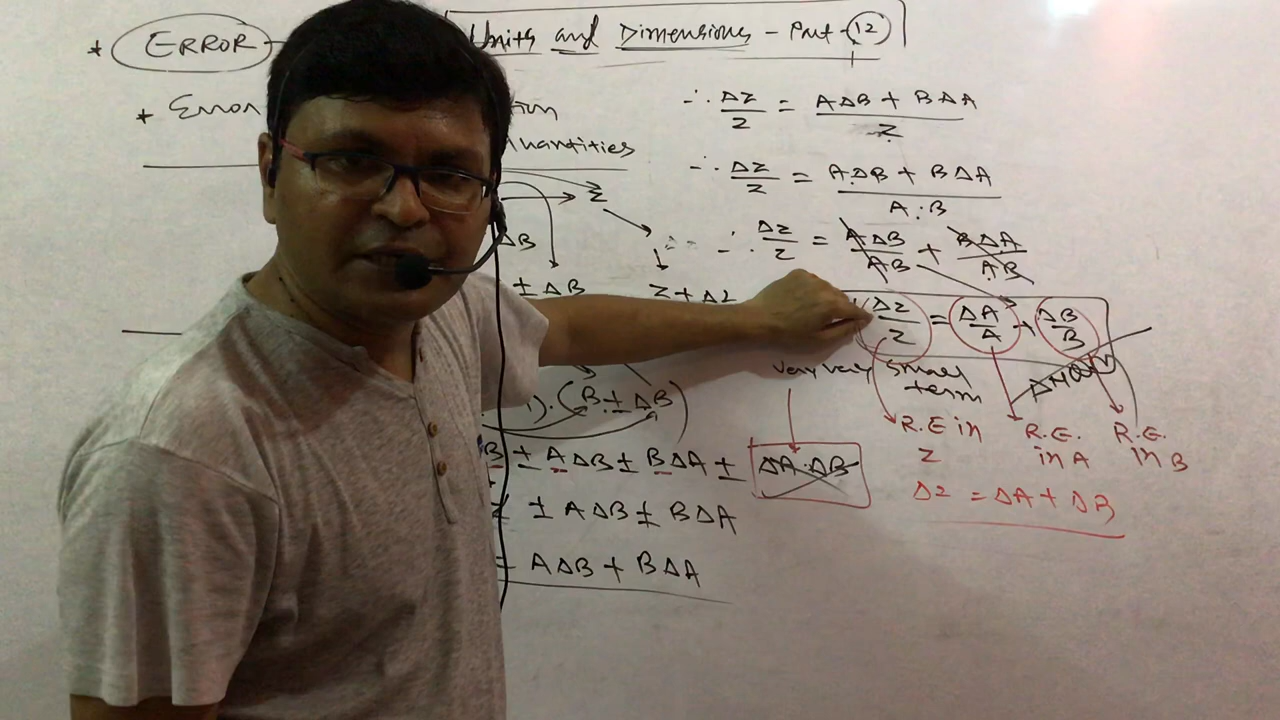 * ERROR Units and Dimensions - Part - 12
* Error
Quantities
Z
ΔB
± ΔB
Z ± ΔZ
). (B ± ΔB)
B ± AΔB ± BΔA ± ΔA·ΔB
± AΔB ± BΔA
= AΔB + BΔA
∴ ΔZ/Z = AΔB + BΔA/Z
∴ ΔZ/Z = AΔB + BΔA/A·B
∴ ΔZ/Z = AΔB/AB + BΔA/AB
ΔZ/Z = ΔA/A + ΔB/B
very very small
term
R.E in
Z
R.E.
in A
R.E.
in B
ΔZ = ΔA + ΔB